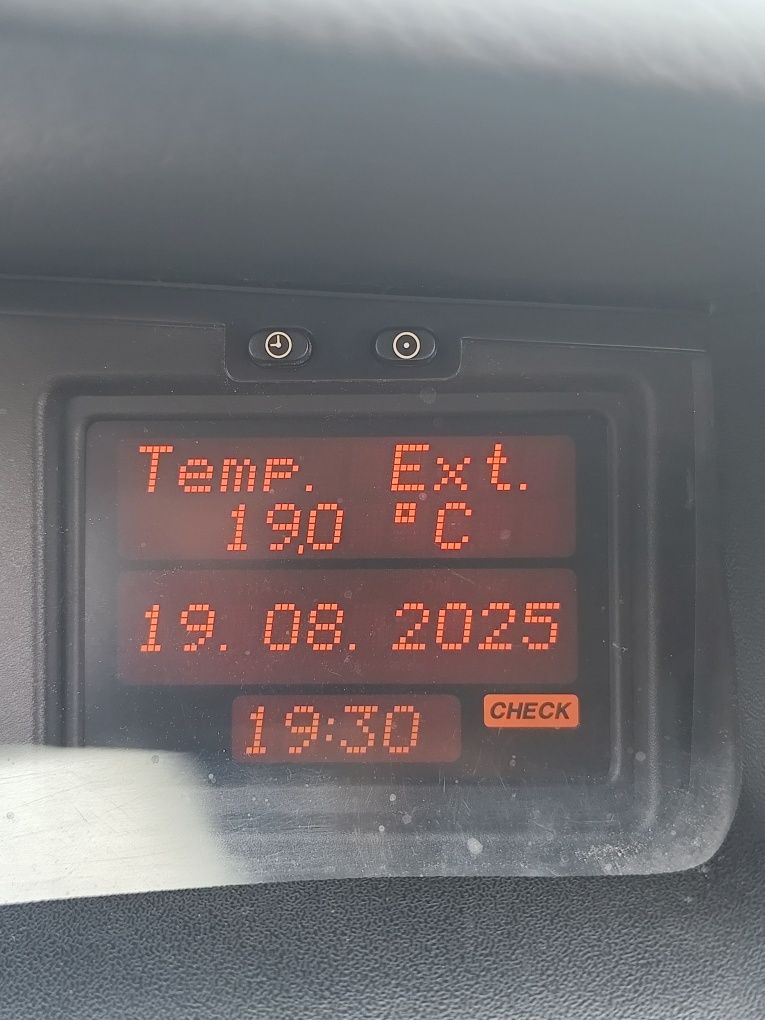 Temp. Ext.
19,0 °C
19. 08. 2025
19:30
CHECK